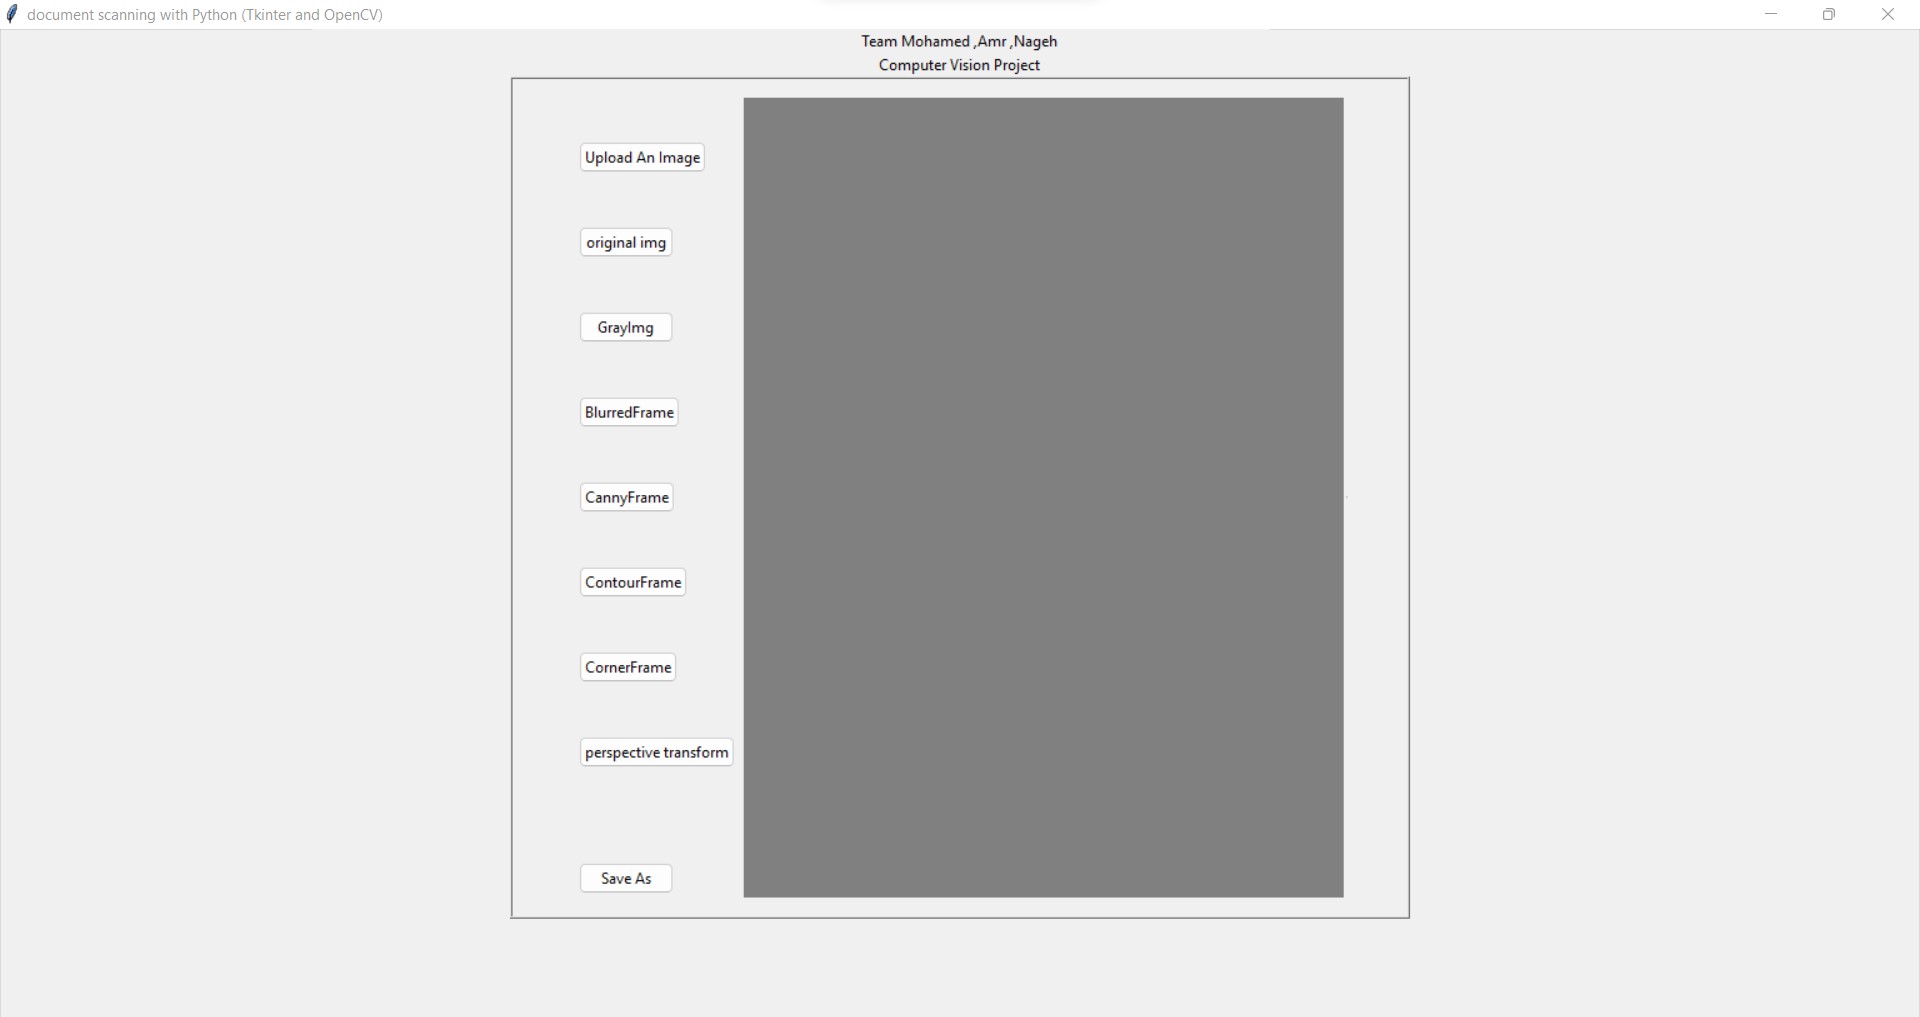 document scanning with Python (Tkinter and OpenCV)
Team Mohamed ,Amr ,Nageh
Computer Vision Project
Upload An Image
original img
GrayImg
BlurredFrame
CannyFrame
ContourFrame
CornerFrame
perspective transform
Save As